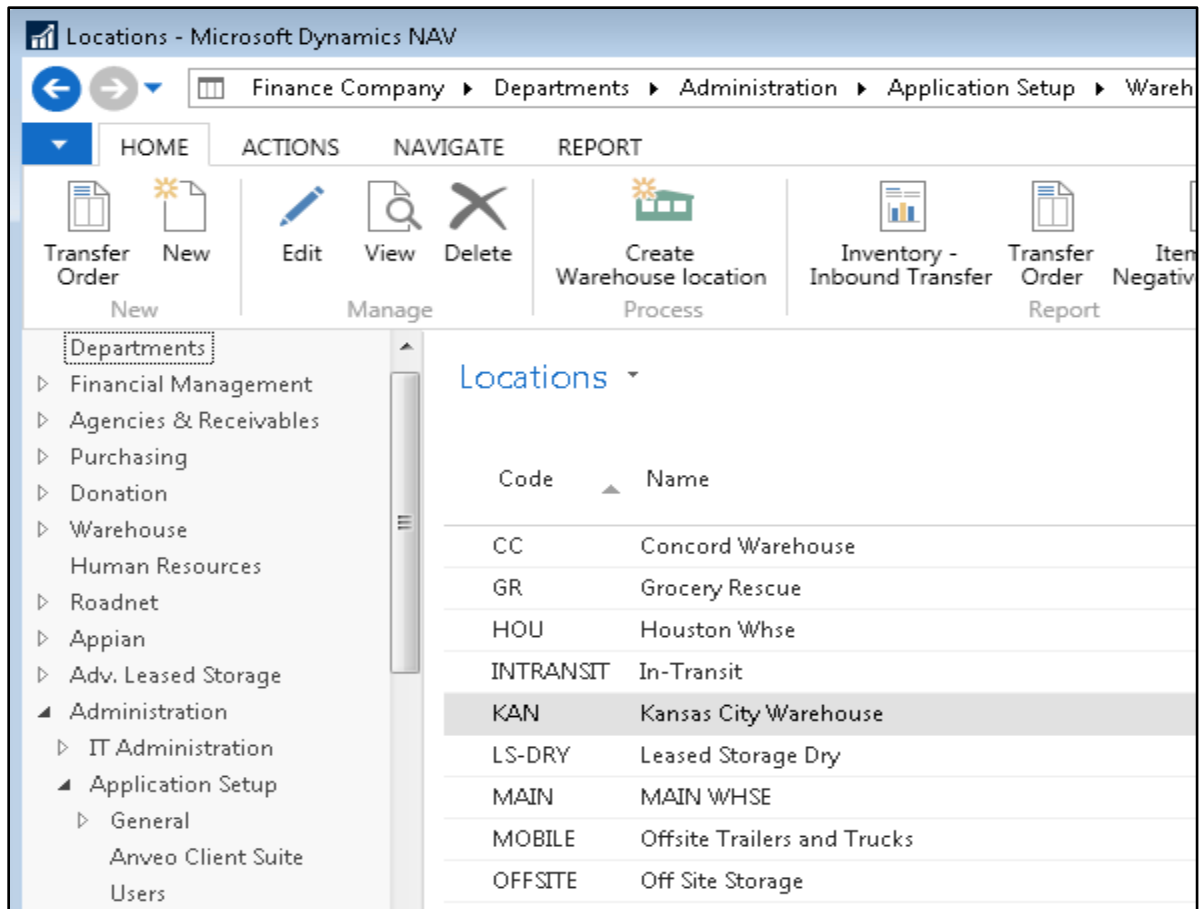 Locations - Microsoft Dynamics NAV
Finance Company ▸ Departments ▸ Administration ▸ Application Setup ▸ Wareh
HOME ACTIONS NAVIGATE REPORT
Transfer Order New Edit View Delete Create Warehouse location Inventory - Inbound Transfer Transfer Order Item Negativ
New Manage Process Report
Departments
Financial Management
Agencies & Receivables
Purchasing
Donation
Warehouse
Human Resources
Roadnet
Appian
Adv. Leased Storage
Administration
IT Administration
Application Setup
General
Anveo Client Suite
Users
Locations
Code Name
CC Concord Warehouse
GR Grocery Rescue
HOU Houston Whse
INTRANSIT In-Transit
KAN Kansas City Warehouse
LS-DRY Leased Storage Dry
MAIN MAIN WHSE
MOBILE Offsite Trailers and Trucks
OFFSITE Off Site Storage